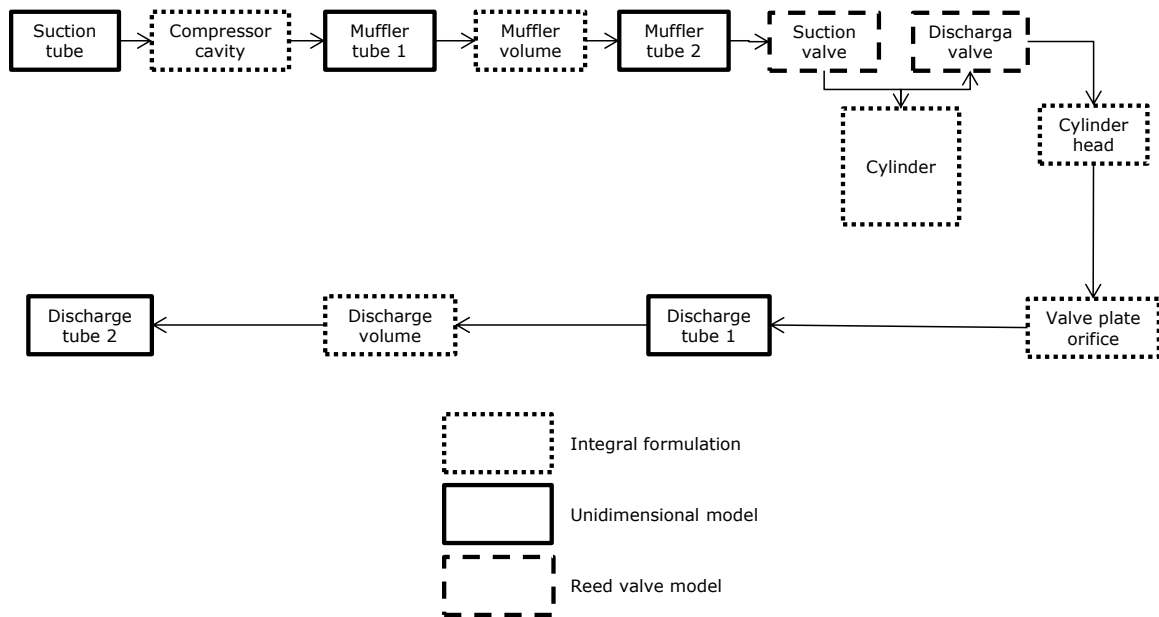 Suction
tube
Compressor
cavity
Muffler
tube 1
Muffler
volume
Muffler
tube 2
Suction
valve
Discharga
valve
Cylinder
head
Cylinder
Discharge
tube 2
Discharge
volume
Discharge
tube 1
Valve plate
orifice
Integral formulation
Unidimensional model
Reed valve model